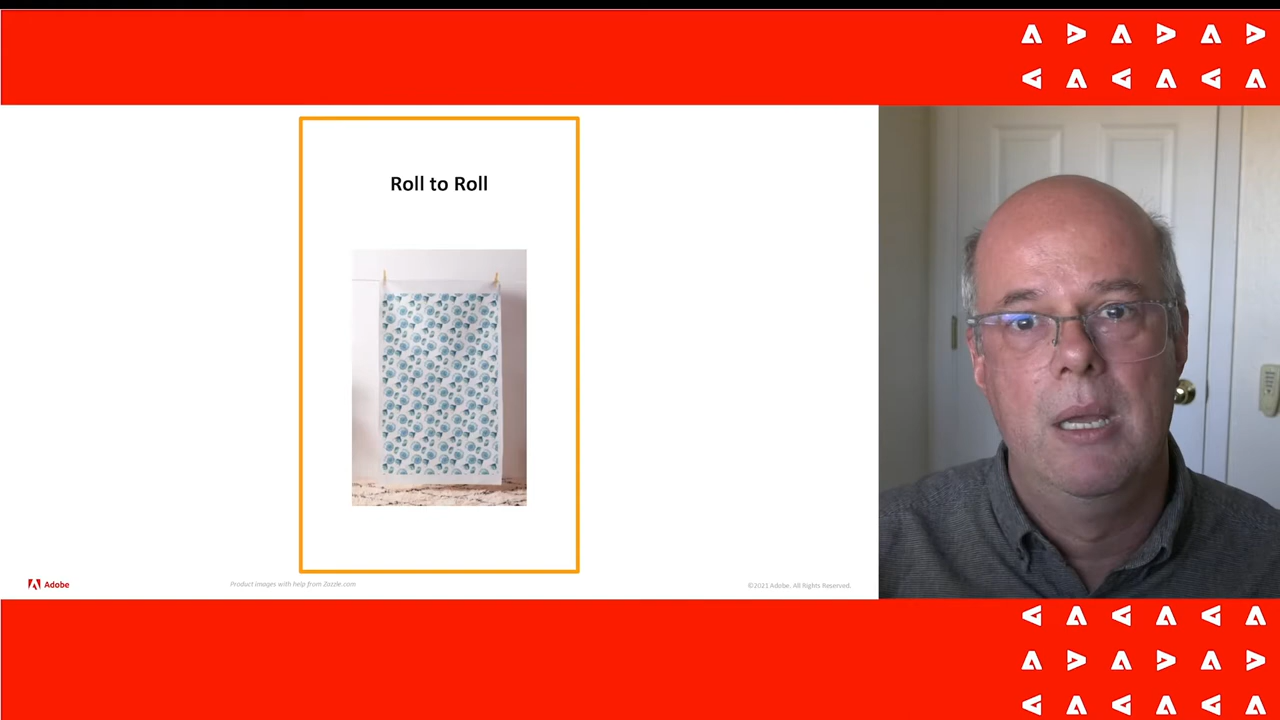 Roll to Roll
Adobe
Product images with help from Zazzle.com
©2021 Adobe. All Rights Reserved.